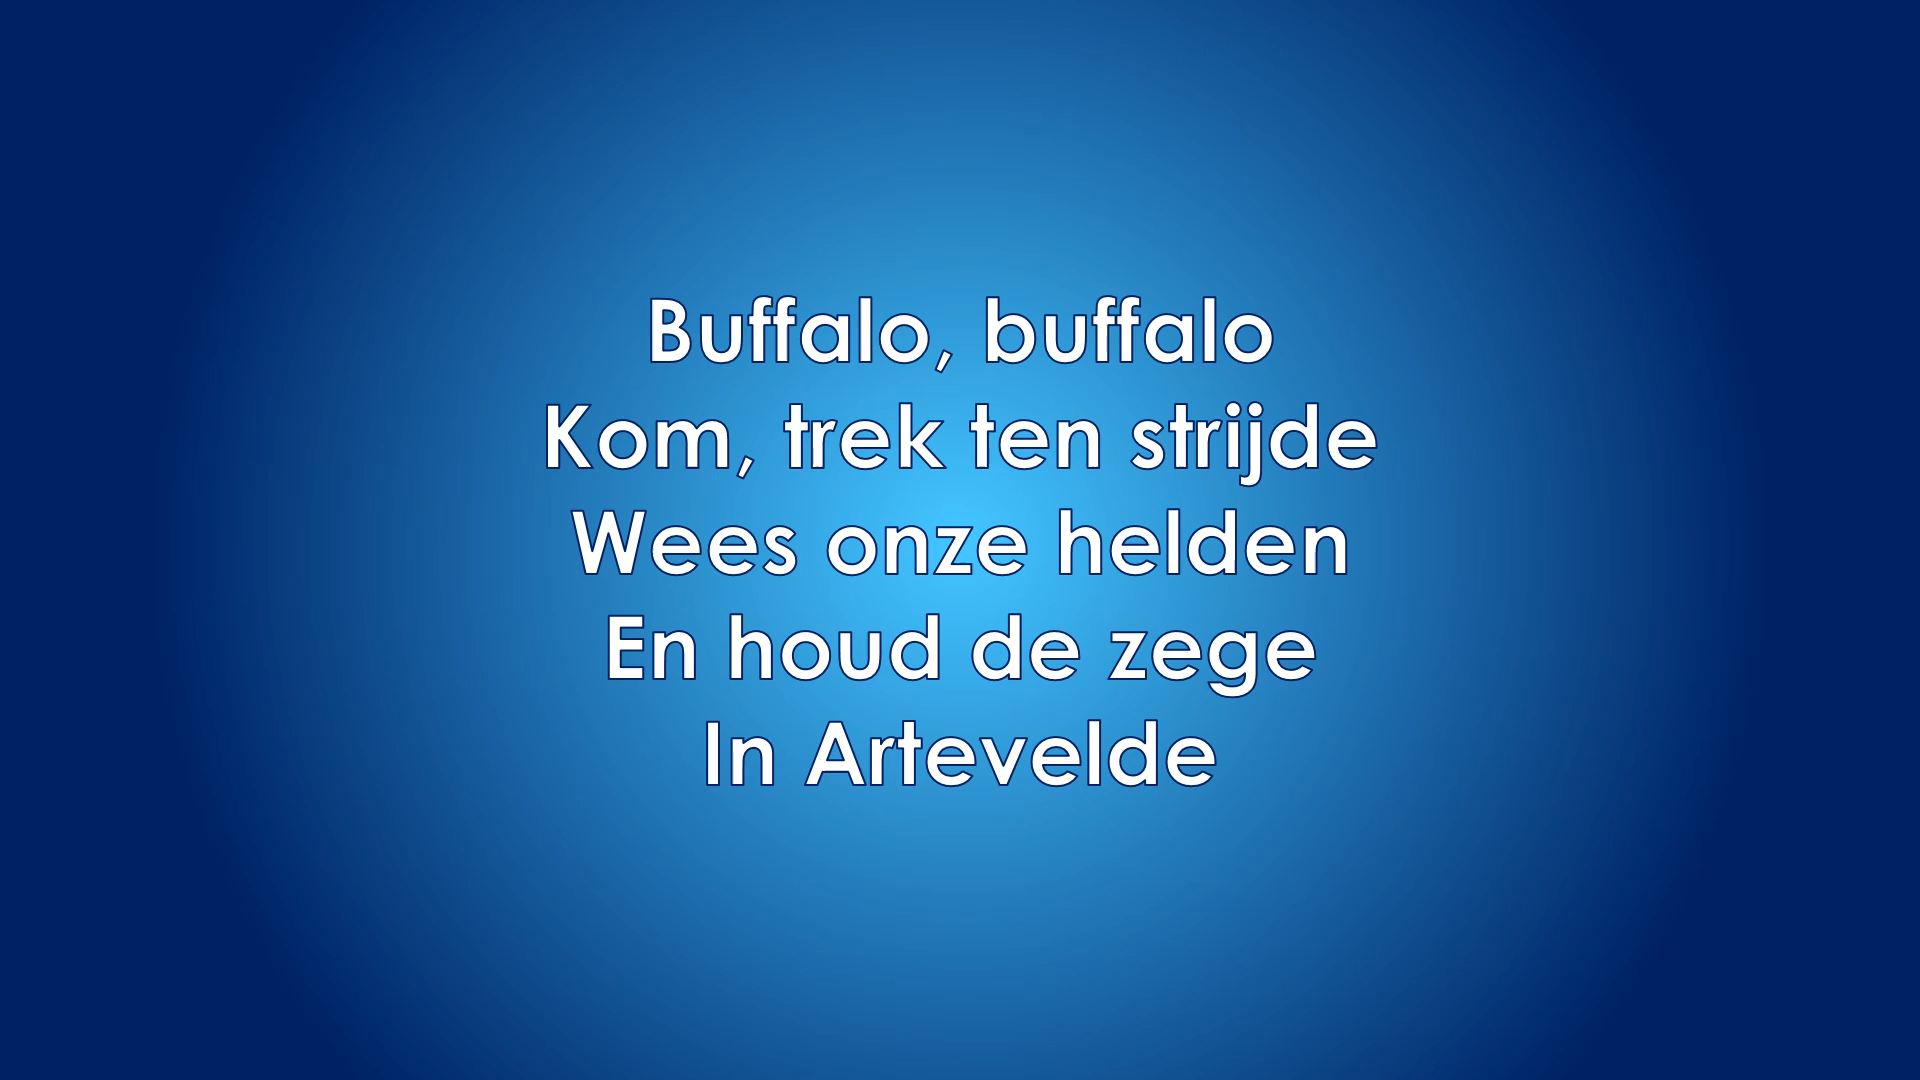 Buffalo, buffalo
Kom, trek ten strijde
Wees onze helden
En houd de zege
In Artevelde